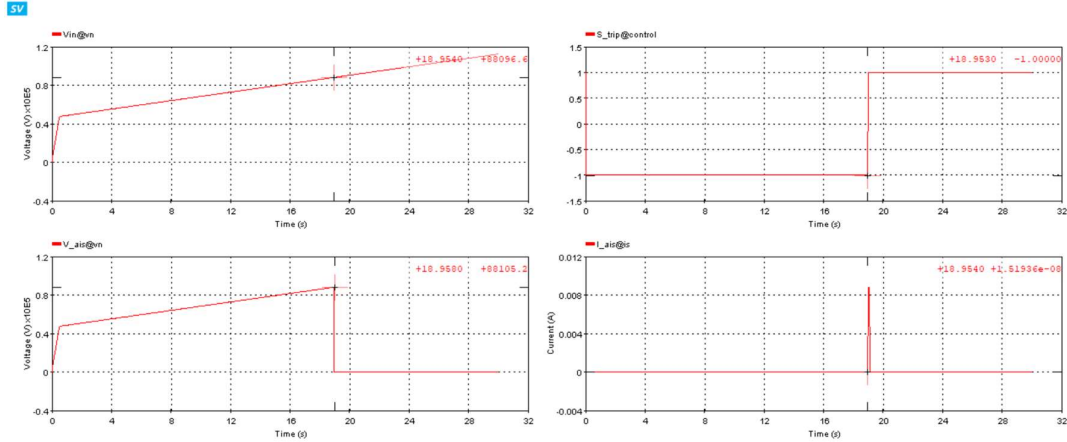 SV
Vin@vn
+18.9540 +88096.6
Voltage (V) x10E5
1.2
0.8
0.4
0
-0.4
0 4 8 12 16 20 24 28 32
Time (s)
S_trip@control
+18.9530 -1.00000
1.5
1
0.5
0
-0.5
-1
-1.5
0 4 8 12 16 20 24 28 32
Time (s)
V_ais@vn
+18.9580 +88105.2
Voltage (V) x10E5
1.2
0.8
0.4
0
-0.4
0 4 8 12 16 20 24 28 32
Time (s)
I_ais@is
+18.9540 +1.51936e-08
Current (A)
0.012
0.008
0.004
0
-0.004
0 4 8 12 16 20 24 28 32
Time (s)